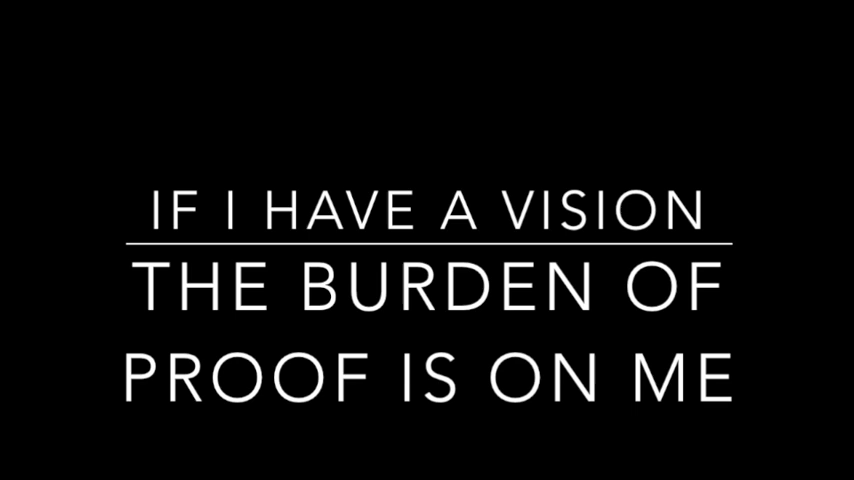 IF I HAVE A VISION
THE BURDEN OF
PROOF IS ON ME